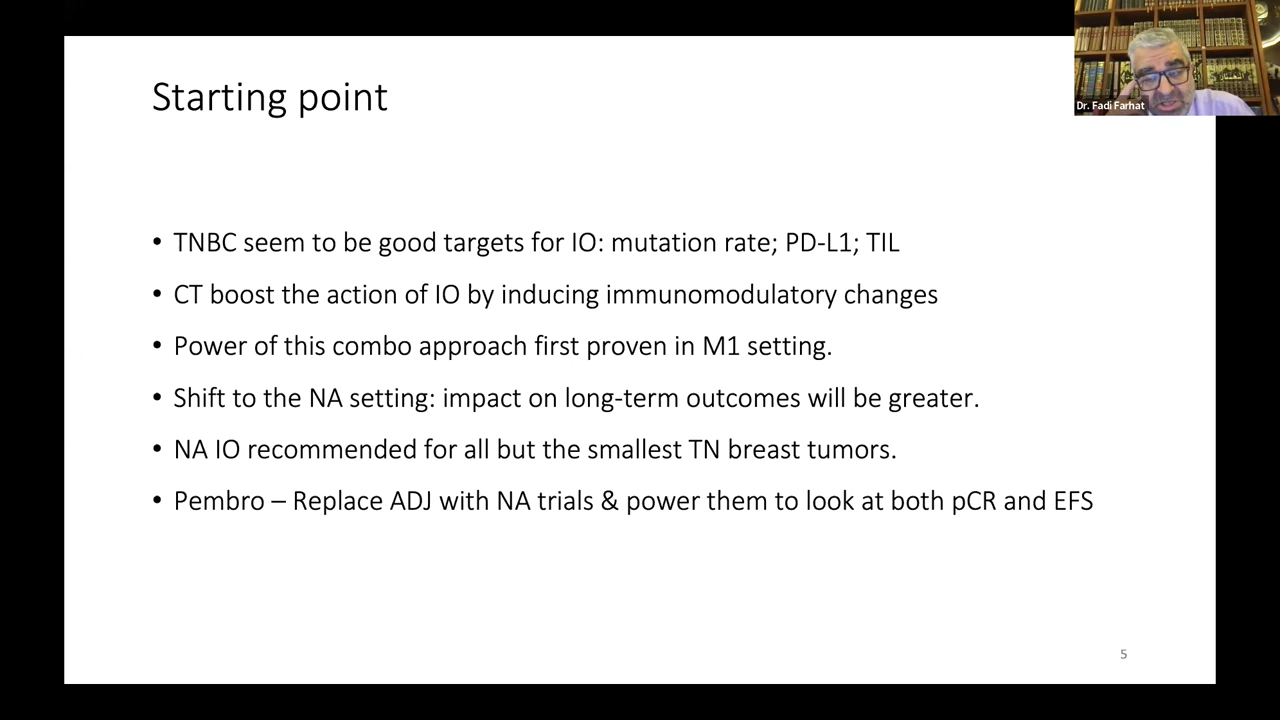 Starting point
• TNBC seem to be good targets for IO: mutation rate; PD-L1; TIL
• CT boost the action of IO by inducing immunomodulatory changes
• Power of this combo approach first proven in M1 setting.
• Shift to the NA setting: impact on long-term outcomes will be greater.
• NA IO recommended for all but the smallest TN breast tumors.
• Pembro – Replace ADJ with NA trials & power them to look at both pCR and EFS
5
Dr. Fadi Farhat